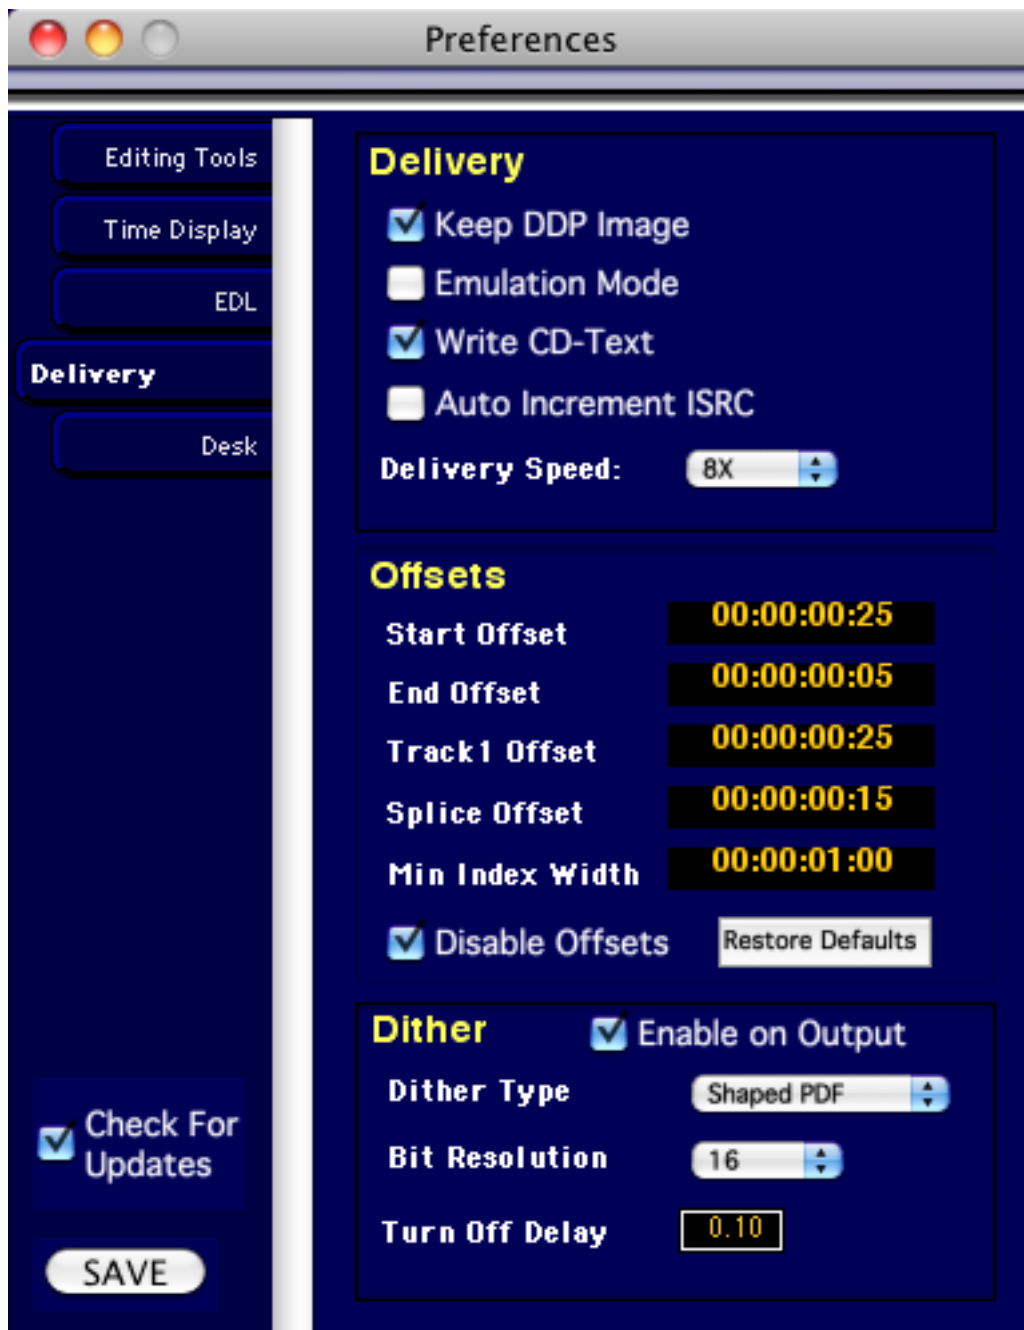 Preferences
Editing Tools
Time Display
EDL
Delivery
Desk
Check For
Updates
SAVE
Delivery
Keep DDP Image
Emulation Mode
Write CD-Text
Auto Increment ISRC
Delivery Speed: 8X
Offsets
Start Offset 00:00:00:25
End Offset 00:00:00:05
Track1 Offset 00:00:00:25
Splice Offset 00:00:00:15
Min Index Width 00:00:01:00
Disable Offsets Restore Defaults
Dither Enable on Output
Dither Type Shaped PDF
Bit Resolution 16
Turn Off Delay 0.10